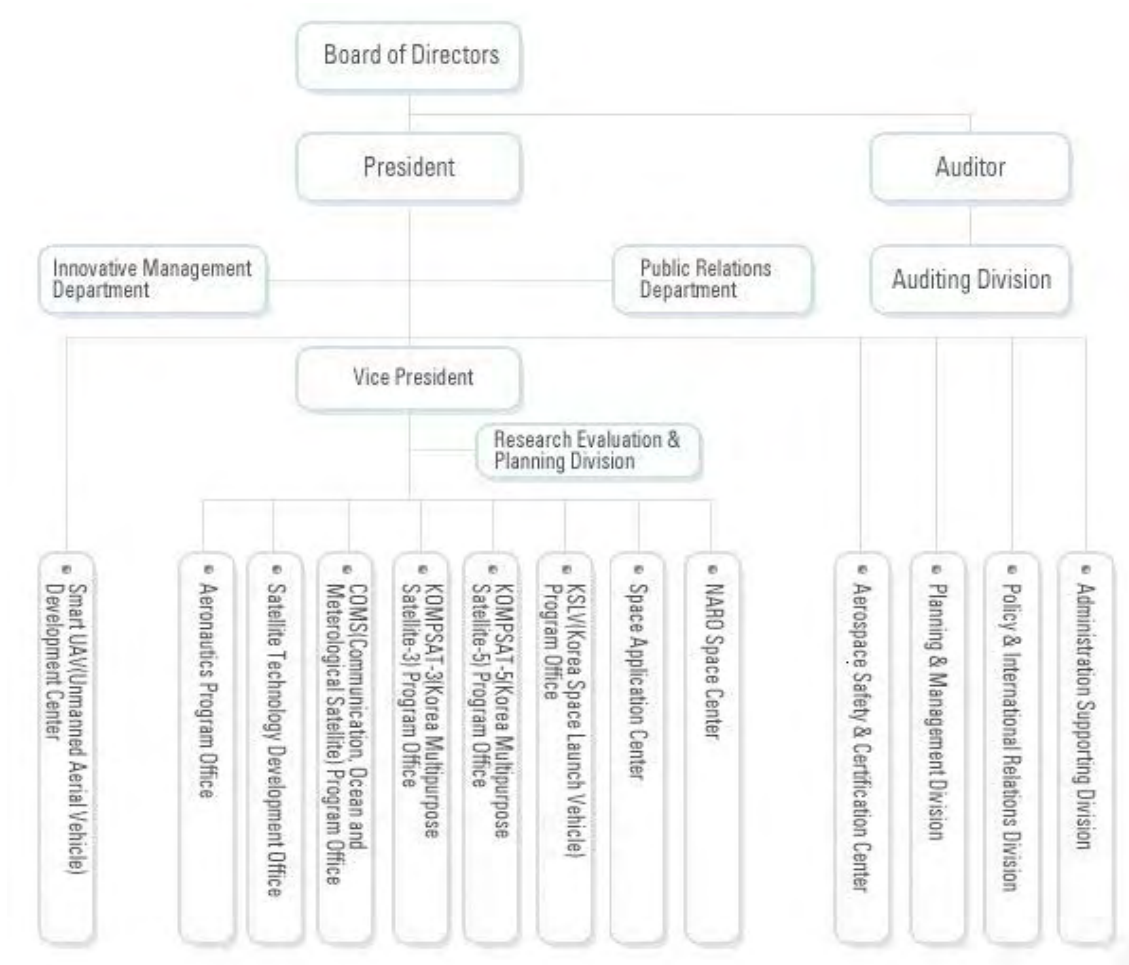 Board of Directors
President
Auditor
Innovative Management
Department
Public Relations
Department
Auditing Division
Vice President
Research Evaluation &
Planning Division
Smart UAV(Unmanned Aerial Vehicle)
Development Center
Aeronautics Program Office
Satellite Technology Development Office
COMS(Communication, Ocean and
Meterological Satellite) Program Office
KOMPSAT-3(Korea Multipurpose
Satellite-3) Program Office
KOMPSAT-5(Korea Multipurpose
Satellite-5) Program Office
KSLV(Korea Space Launch Vehicle)
Program Office
Space Application Center
NARO Space Center
Aerospace Safety & Certification Center
Planning & Management Division
Policy & International Relations Division
Administration Supporting Division